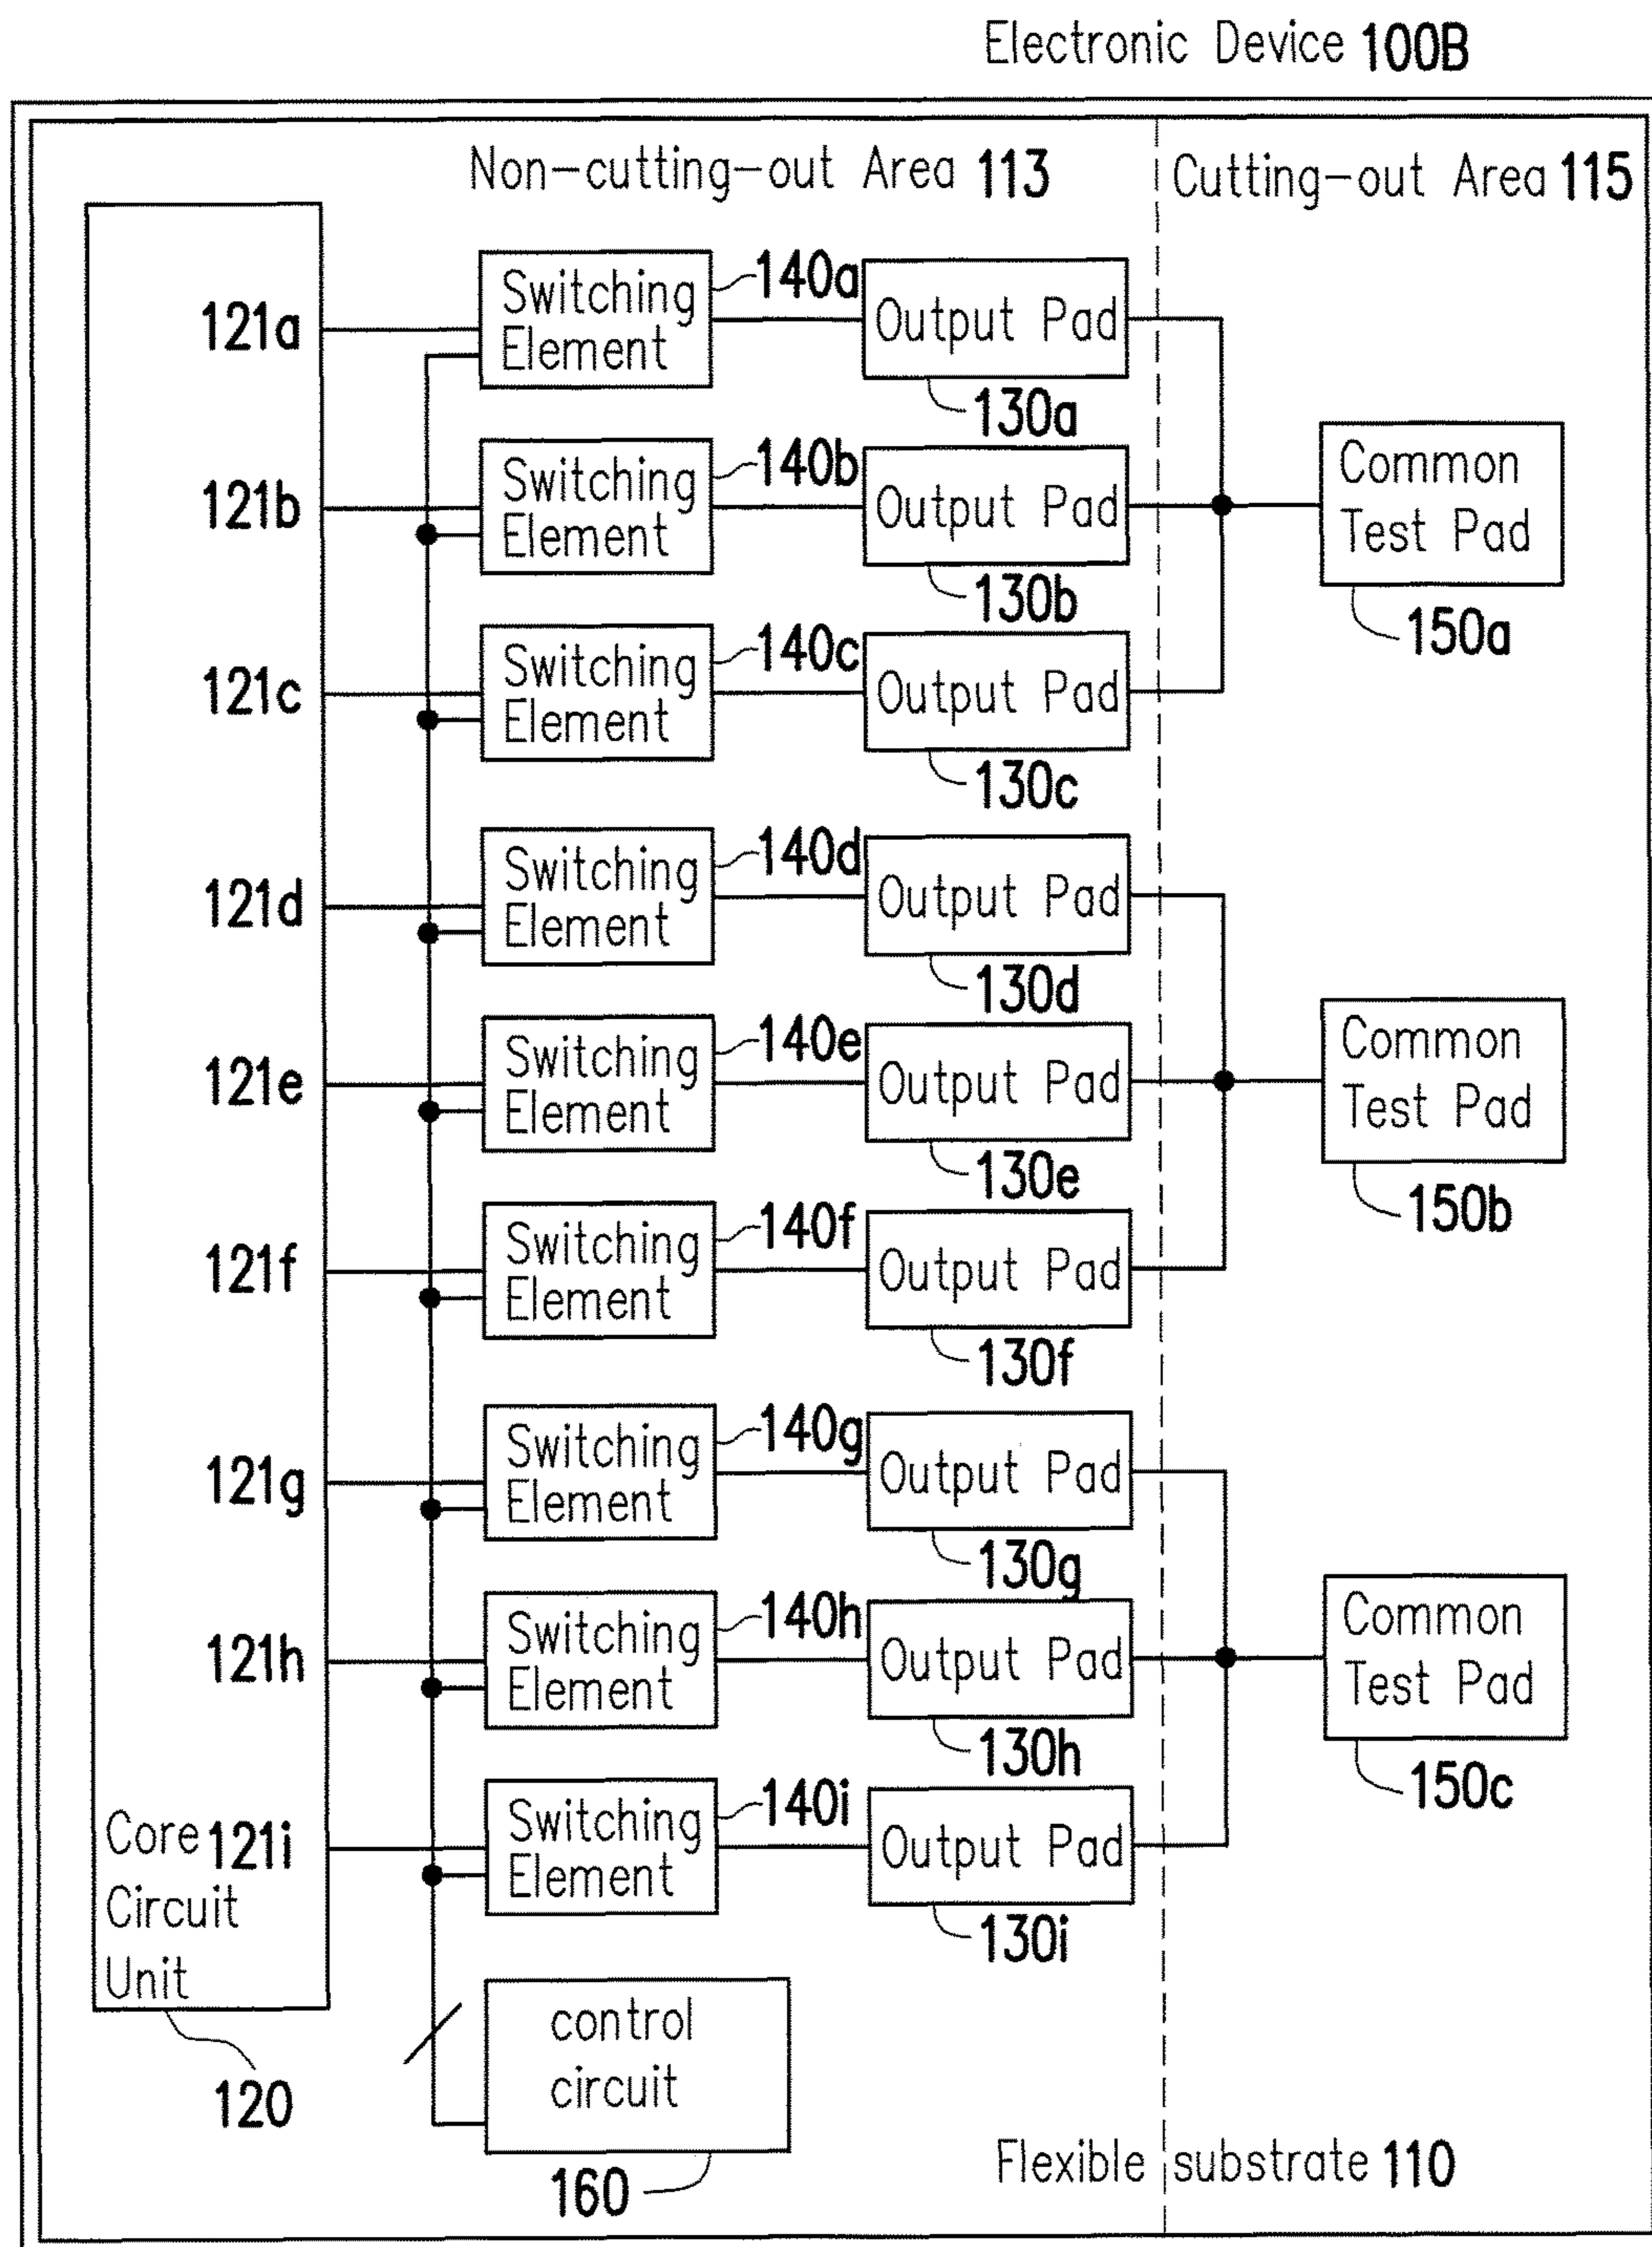 Electronic Device 100B
Non-cutting-out Area 113
Cutting-out Area 115
121a
Switching
Element
140a
Output Pad
130a
121b
Switching
Element
140b
Output Pad
130b
121c
Switching
Element
140c
Output Pad
130c
Common
Test Pad
150a
121d
Switching
Element
140d
Output Pad
130d
121e
Switching
Element
140e
Output Pad
130e
121f
Switching
Element
140f
Output Pad
130f
Common
Test Pad
150b
121g
Switching
Element
140g
Output Pad
130g
121h
Switching
Element
140h
Output Pad
130h
121i
Switching
Element
140i
Output Pad
130i
Common
Test Pad
150c
Core
Circuit
Unit
120
control
circuit
160
Flexible substrate 110